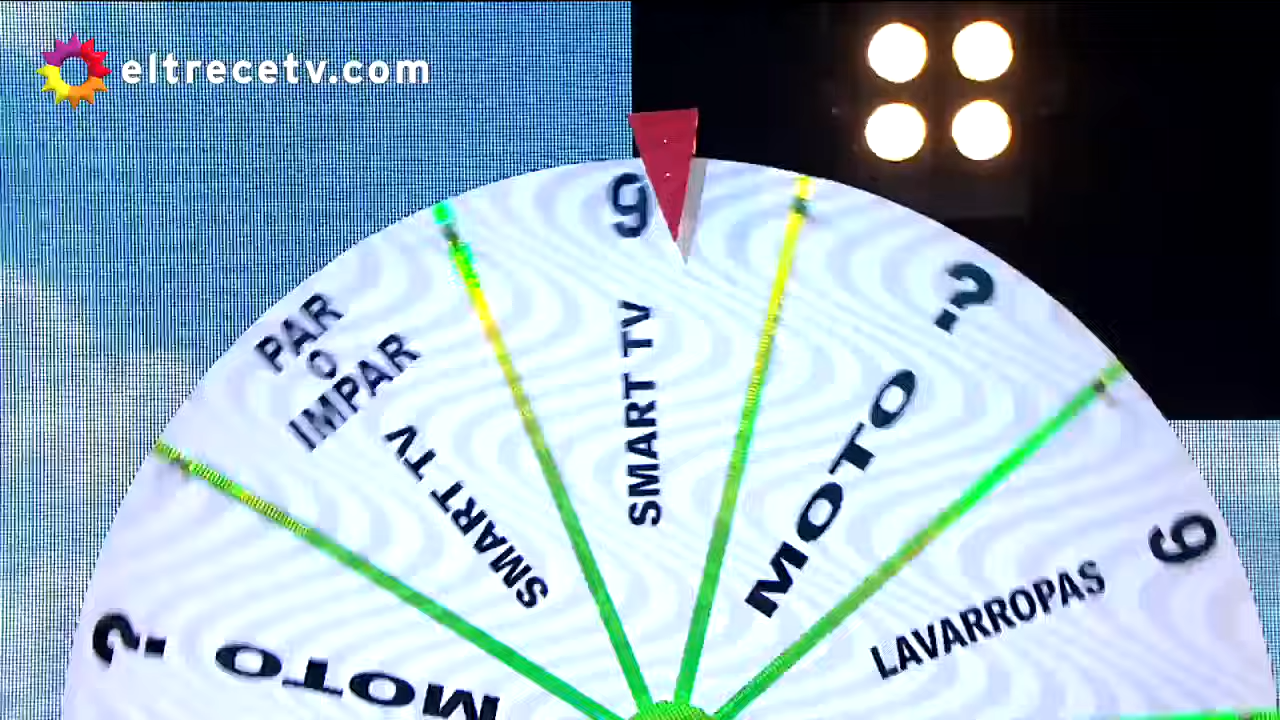 eltrecetv.com
9
SMART TV
?
MOTO
PAR
O
IMPAR
SMART TV
9
LAVARROPAS
?
MOTO